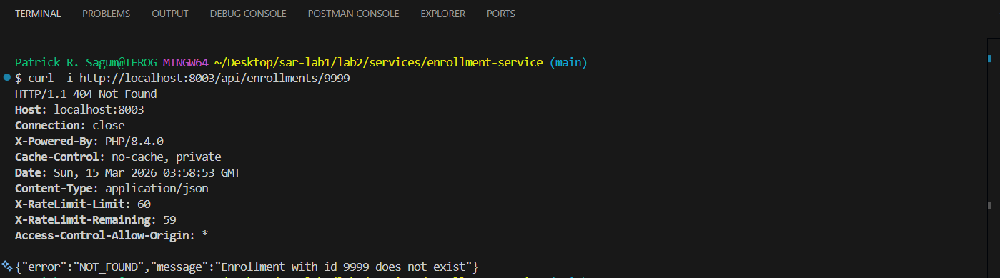 TERMINAL PROBLEMS OUTPUT DEBUG CONSOLE POSTMAN CONSOLE EXPLORER PORTS
Patrick R. Sagum@TFROG MINGW64 ~/Desktop/sar-lab1/lab2/services/enrollment-service (main)
$ curl -i http://localhost:8003/api/enrollments/9999
HTTP/1.1 404 Not Found
Host: localhost:8003
Connection: close
X-Powered-By: PHP/8.4.0
Cache-Control: no-cache, private
Date: Sun, 15 Mar 2026 03:58:53 GMT
Content-Type: application/json
X-RateLimit-Limit: 60
X-RateLimit-Remaining: 59
Access-Control-Allow-Origin: *
{"error":"NOT_FOUND","message":"Enrollment with id 9999 does not exist"}